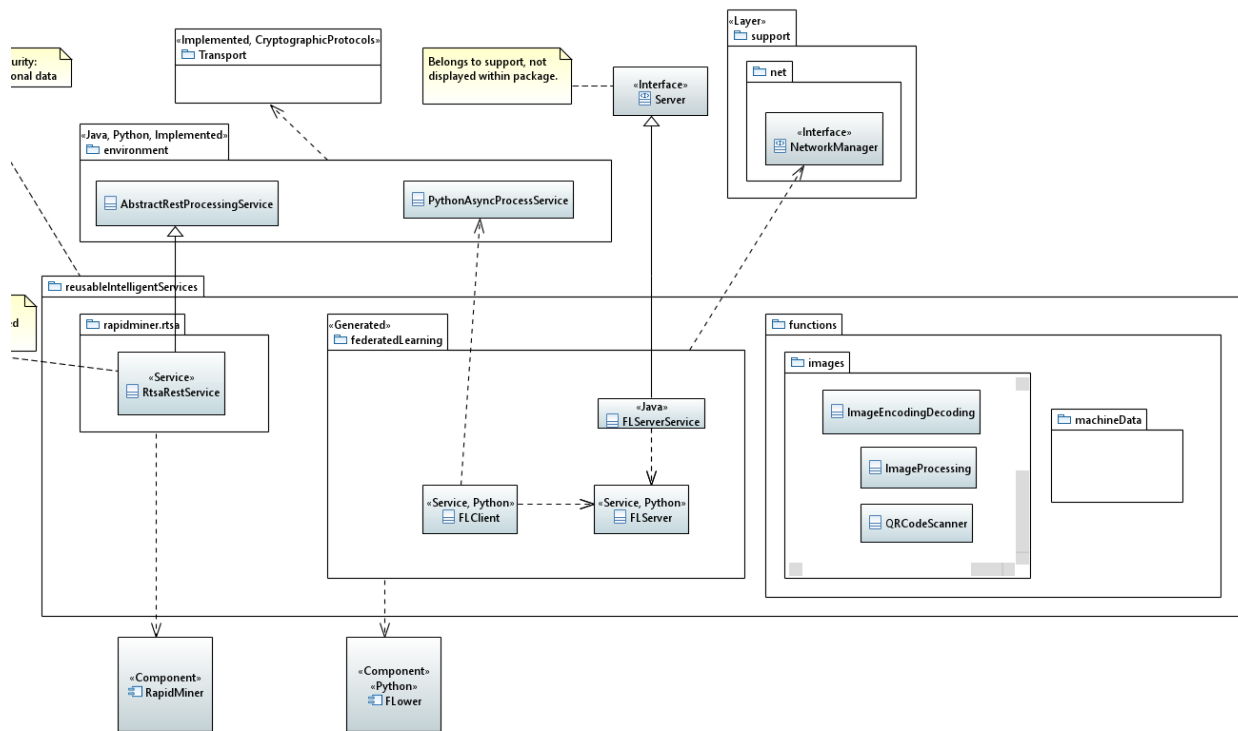 «Layer»
support
«Implemented, CryptographicProtocols»
Transport
urity:
onal data
Belongs to support, not
displayed within package.
«Interface»
Server
net
«Interface»
NetworkManager
«Java, Python, Implemented»
environment
AbstractRestProcessingService
PythonAsyncProcessService
reusableIntelligentServices
ed
rapidminer.rtsa
«Service»
RtsaRestService
«Generated»
federatedLearning
«Java»
FLServerService
«Service, Python»
FLClient
«Service, Python»
FLServer
functions
images
ImageEncodingDecoding
ImageProcessing
QRCodeScanner
machineData
«Component»
RapidMiner
«Component»
«Python»
FLower